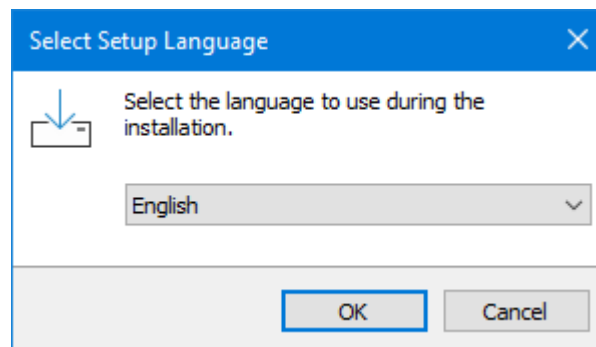 Select Setup Language
Select the language to use during the
installation.
English
OK
Cancel